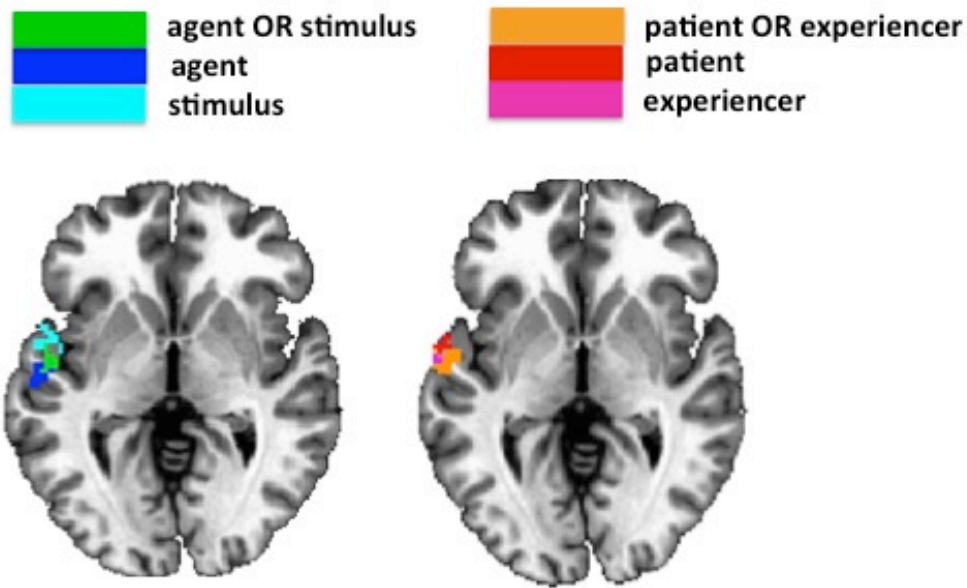 agent OR stimulus
agent
stimulus
patient OR experiencer
patient
experiencer